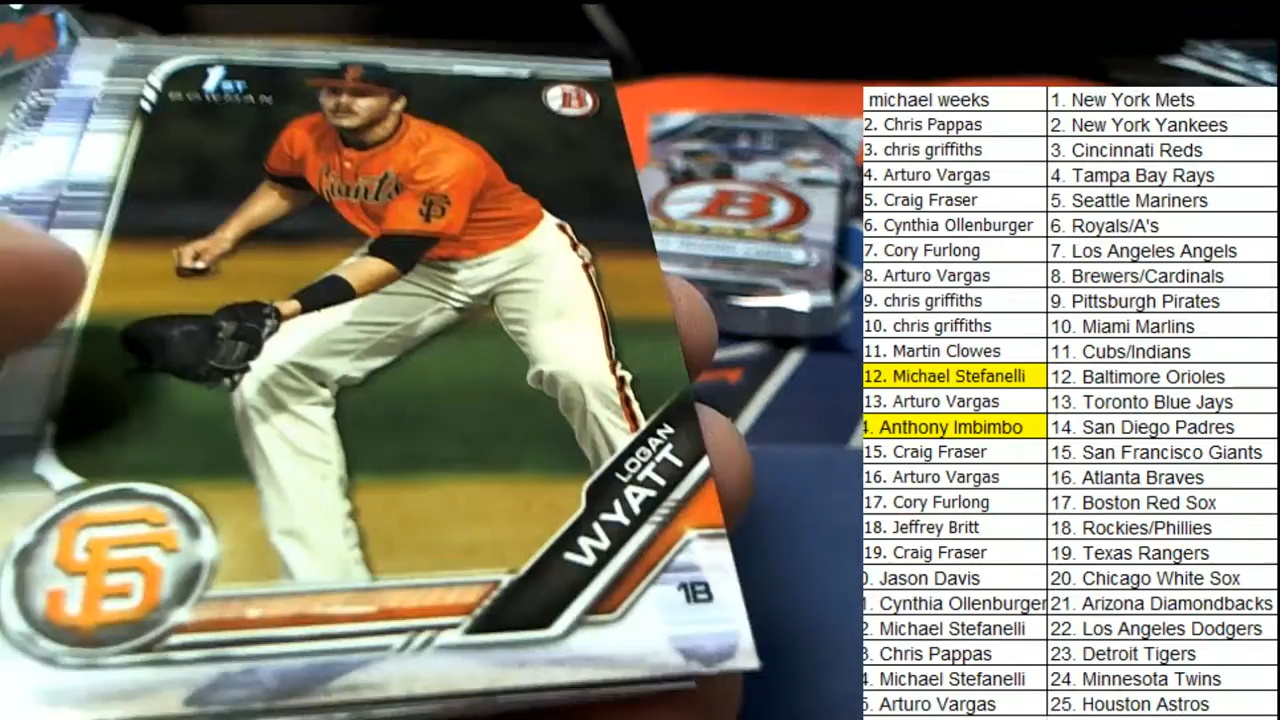 1ST
BOWMAN
B
Giants
SF
LOGAN
WYATT
1B
SF
B
michael weeks 1. New York Mets
2. Chris Pappas 2. New York Yankees
3. chris griffiths 3. Cincinnati Reds
4. Arturo Vargas 4. Tampa Bay Rays
5. Craig Fraser 5. Seattle Mariners
6. Cynthia Ollenburger 6. Royals/A's
7. Cory Furlong 7. Los Angeles Angels
8. Arturo Vargas 8. Brewers/Cardinals
9. chris griffiths 9. Pittsburgh Pirates
10. chris griffiths 10. Miami Marlins
11. Martin Clowes 11. Cubs/Indians
12. Michael Stefanelli 12. Baltimore Orioles
13. Arturo Vargas 13. Toronto Blue Jays
4. Anthony Imbimbo 14. San Diego Padres
15. Craig Fraser 15. San Francisco Giants
16. Arturo Vargas 16. Atlanta Braves
17. Cory Furlong 17. Boston Red Sox
18. Jeffrey Britt 18. Rockies/Phillies
19. Craig Fraser 19. Texas Rangers
). Jason Davis 20. Chicago White Sox
1. Cynthia Ollenburger 21. Arizona Diamondbacks
2. Michael Stefanelli 22. Los Angeles Dodgers
3. Chris Pappas 23. Detroit Tigers
4. Michael Stefanelli 24. Minnesota Twins
5. Arturo Vargas 25. Houston Astros